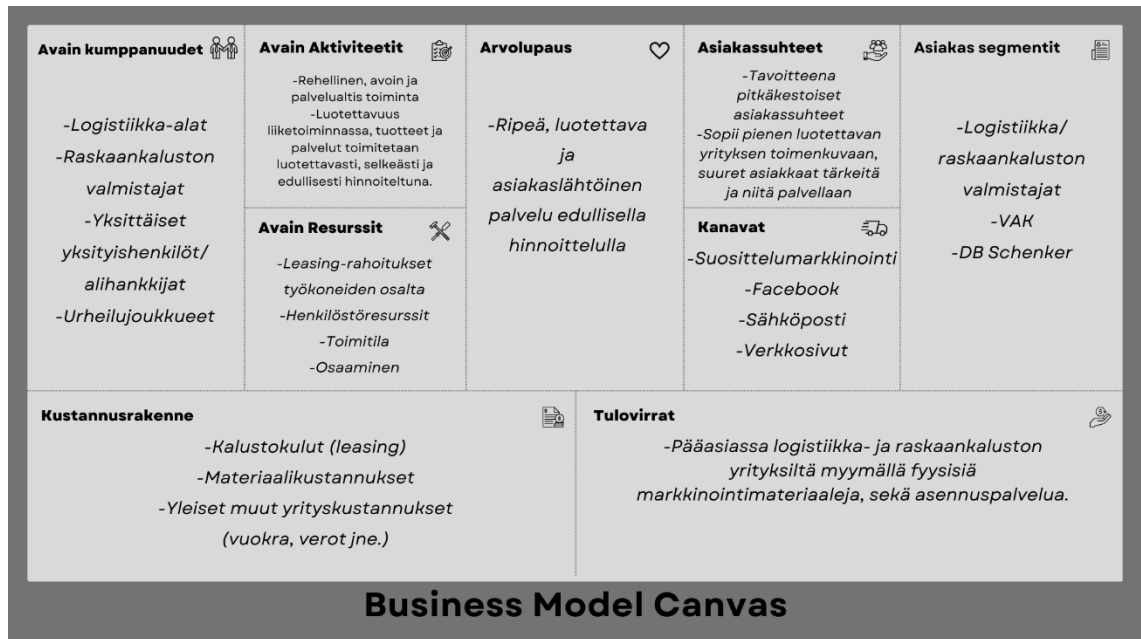 Avain kumppanuudet
-Logistiikka-alat
-Raskaankaluston
valmistajat
-Yksittäiset
yksityishenkilöt/
alihankkijat
-Urheilujoukkueet
Avain Aktiviteetit
-Rehellinen, avoin ja
palvelualtis toiminta
-Luotettavuus
liiketoiminnassa, tuotteet ja
palvelut toimitetaan
luotettavasti, selkeästi ja
edullisesti hinnoiteltuna.
Avain Resurssit
-Leasing-rahoitukset
työkoneiden osalta
-Henkilöstöresurssit
-Toimitila
-Osaaminen
Arvolupaus
-Ripeä, luotettava
ja
asiakaslähtöinen
palvelu edullisella
hinnoittelulla
Asiakassuhteet
-Tavoitteena
pitkäkestoiset
asiakassuhteet
-Sopii pienen luotettavan
yrityksen toimenkuvaan,
suuret asiakkaat tärkeitä
ja niitä palvellaan
Kanavat
-Suosittelumarkkinointi
-Facebook
-Sähköposti
-Verkkosivut
Asiakas segmentit
-Logistiikka/
raskaankaluston
valmistajat
-VAK
-DB Schenker
Kustannusrakenne
-Kalustokulut (leasing)
-Materiaalikustannukset
-Yleiset muut yrityskustannukset
(vuokra, verot jne.)
Tulovirrat
-Pääasiassa logistiikka- ja raskaankaluston
yrityksiltä myymällä fyysisiä
markkinointimateriaaleja, sekä asennuspalvelua.
Business Model Canvas